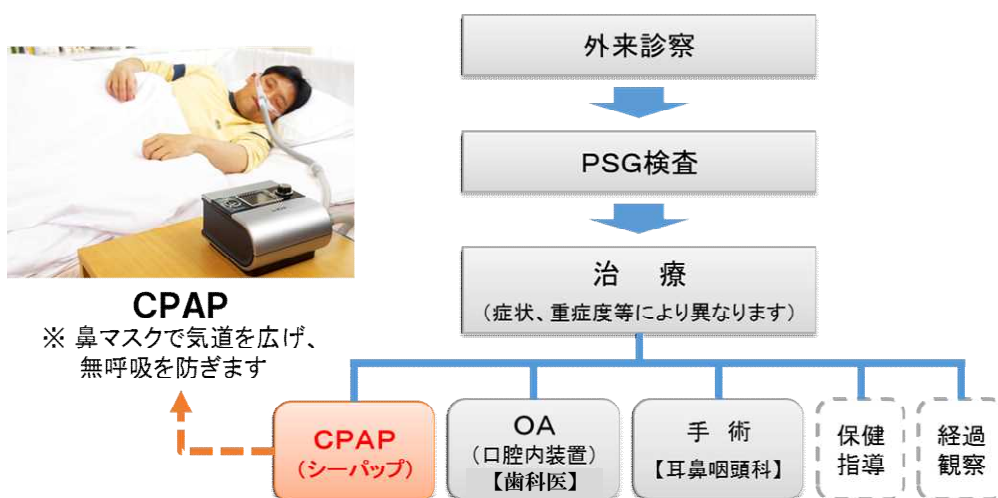 外来診察
PSG検査
治 療
（症状、重症度等により異なります）
CPAP
※ 鼻マスクで気道を広げ、
無呼吸を防ぎます
CPAP
（シーパップ）
OA
（口腔内装置）
【歯科医】
手 術
【耳鼻咽頭科】
保健
指導
経過
観察